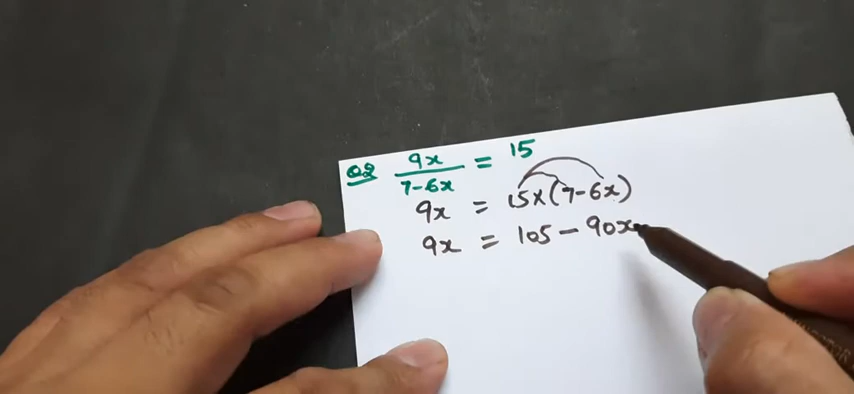 Q2 9x/7-6x = 15
9x = 15x(7-6x)
9x = 105 - 90x